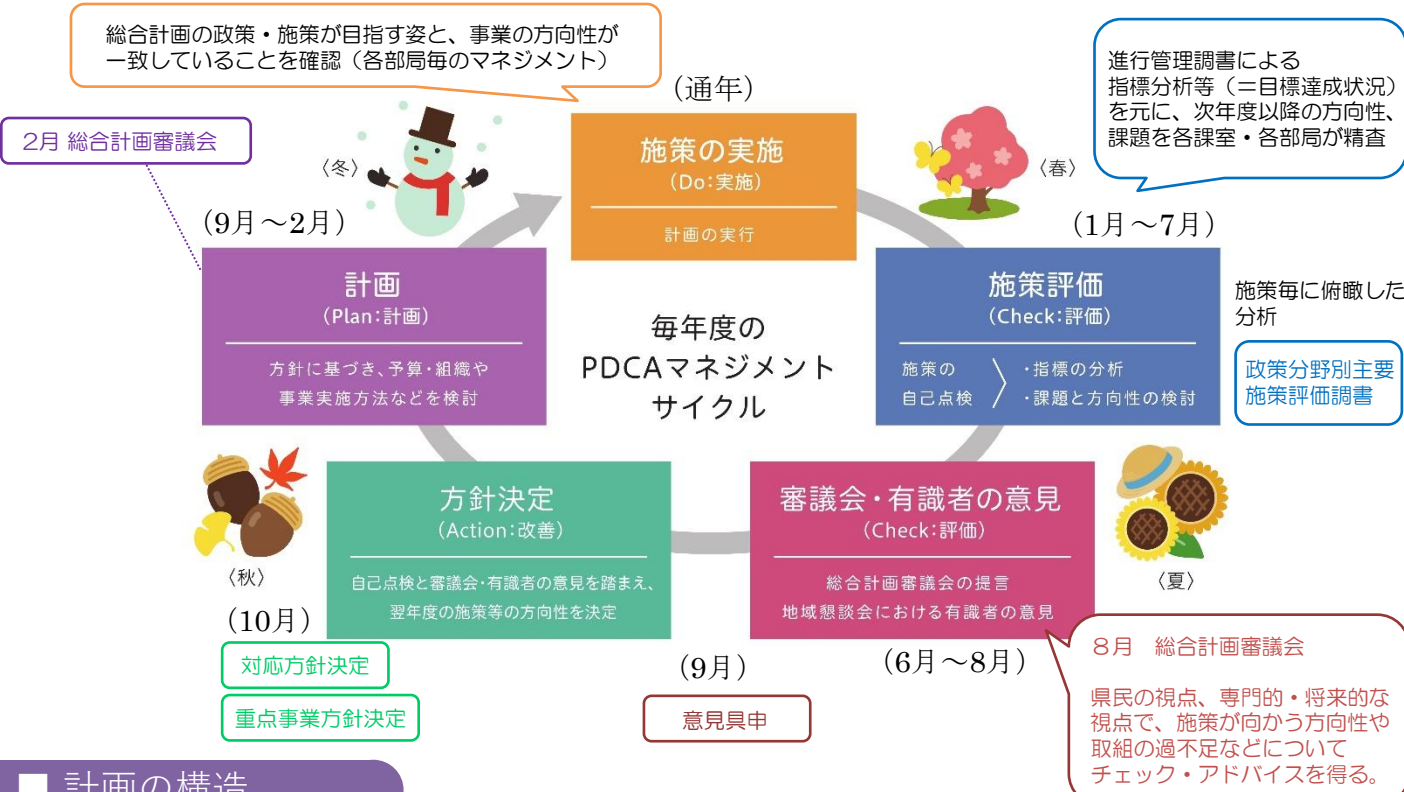 総合計画の政策・施策が目指す姿と、事業の方向性が
一致していることを確認（各部局毎のマネジメント）
進行管理調書による
指標分析等（＝目標達成状況）
を元に、次年度以降の方向性、
課題を各課室・各部局が精査
2月 総合計画審議会
（通年）
〈冬〉
〈春〉
施策の実施
（Do：実施）
計画の実行
（9月～2月）
（1月～7月）
計画
（Plan：計画）
方針に基づき、予算・組織や
事業実施方法などを検討
毎年度の
PDCAマネジメント
サイクル
施策評価
（Check：評価）
施策の
自己点検
・指標の分析
・課題と方向性の検討
施策毎に俯瞰した
分析
政策分野別主要
施策評価調書
方針決定
（Action：改善）
自己点検と審議会・有識者の意見を踏まえ、
翌年度の施策等の方向性を決定
審議会・有識者の意見
（Check：評価）
総合計画審議会の提言
地域懇談会における有識者の意見
〈秋〉
〈夏〉
（10月）
対応方針決定
重点事業方針決定
（9月）
意見具申
（6月～8月）
８月　総合計画審議会
県民の視点、専門的・将来的な
視点で、施策が向かう方向性や
取組の過不足などについて
チェック・アドバイスを得る。
■ 計画の構造